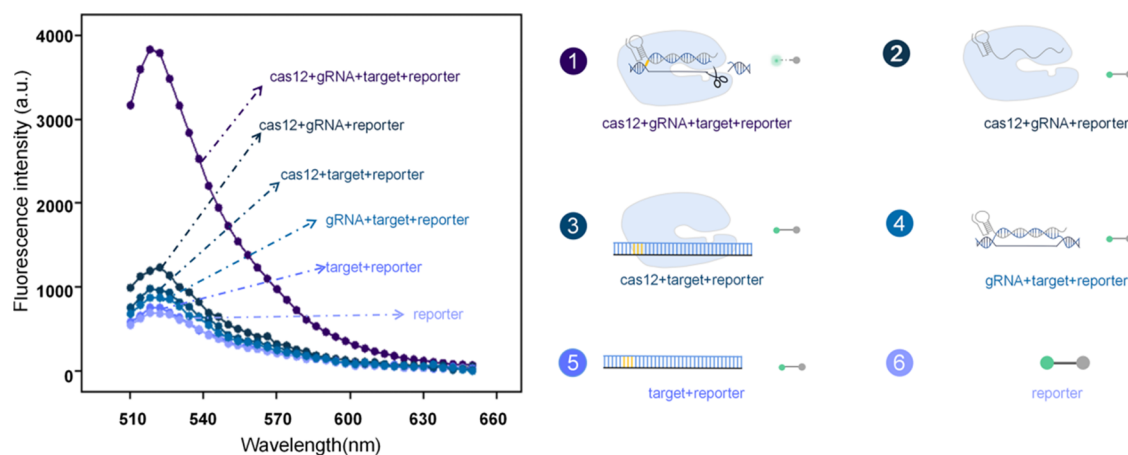 Fluorescence intensity (a.u.)
4000
3000
2000
1000
0
510
540
570
600
630
660
Wavelength(nm)
cas12+gRNA+target+reporter
cas12+gRNA+reporter
cas12+target+reporter
gRNA+target+reporter
target+reporter
reporter
1
cas12+gRNA+target+reporter
2
cas12+gRNA+reporter
3
cas12+target+reporter
4
gRNA+target+reporter
5
target+reporter
6
reporter